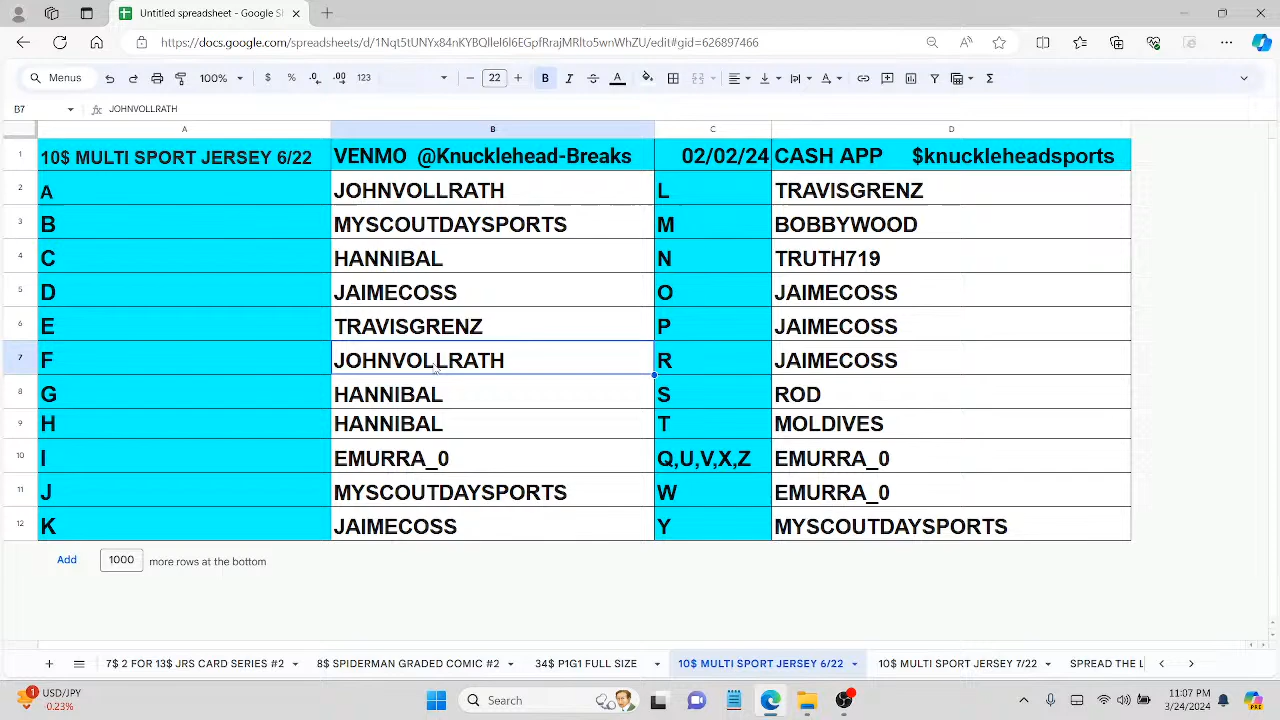 Untitled spreadsheet - Google Sl
https://docs.google.com/spreadsheets/d/1Nqt5tUNYx84nKYBQIleI6I6EGpfRrajMRIto5wnWhZU/edit#gid=626897466
Menus 100% $ % .0 .00 123 22 B I A
B7 fx JOHNVOLLRATH
A B C D
1 10$ MULTI SPORT JERSEY 6/22 VENMO @Knucklehead-Breaks 02/02/24 CASH APP $knuckleheadsports
2 A JOHNVOLLRATH L TRAVISGRENZ
3 B MYSCOUTDAYSPORTS M BOBBYWOOD
4 C HANNIBAL N TRUTH719
5 D JAIMECOSS O JAIMECOSS
6 E TRAVISGRENZ P JAIMECOSS
7 F JOHNVOLLRATH R JAIMECOSS
8 G HANNIBAL S ROD
9 H HANNIBAL T MOLDIVES
10 I EMURRA_0 Q,U,V,X,Z EMURRA_0
11 J MYSCOUTDAYSPORTS W EMURRA_0
12 K JAIMECOSS Y MYSCOUTDAYSPORTS
Add 1000 more rows at the bottom
7$ 2 FOR 13$ JRS CARD SERIES #2 8$ SPIDERMAN GRADED COMIC #2 34$ P1G1 FULL SIZE 10$ MULTI SPORT JERSEY 6/22 10$ MULTI SPORT JERSEY 7/22 SPREAD THE L
1 USD/JPY
0.23%
Search
11:07 PM
3/24/2024
PRE